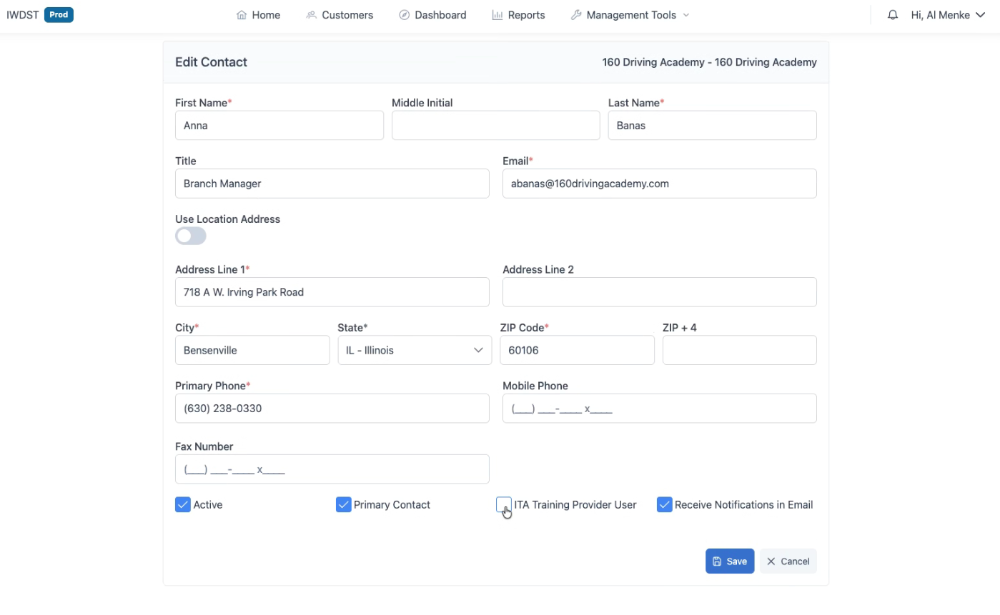 IWDST Prod Home Customers Dashboard Reports Management Tools Hi, Al Menke
Edit Contact 160 Driving Academy - 160 Driving Academy
First Name* Middle Initial Last Name*
Anna Banas
Title Email*
Branch Manager abanas@160drivingacademy.com
Use Location Address
Address Line 1* Address Line 2
718 A W. Irving Park Road
City* State* ZIP Code* ZIP + 4
Bensenville IL - Illinois 60106
Primary Phone* Mobile Phone
(630) 238-0330 (___) ___-____ x____
Fax Number
(___) ___-____ x____
Active Primary Contact ITA Training Provider User Receive Notifications in Email
Save Cancel